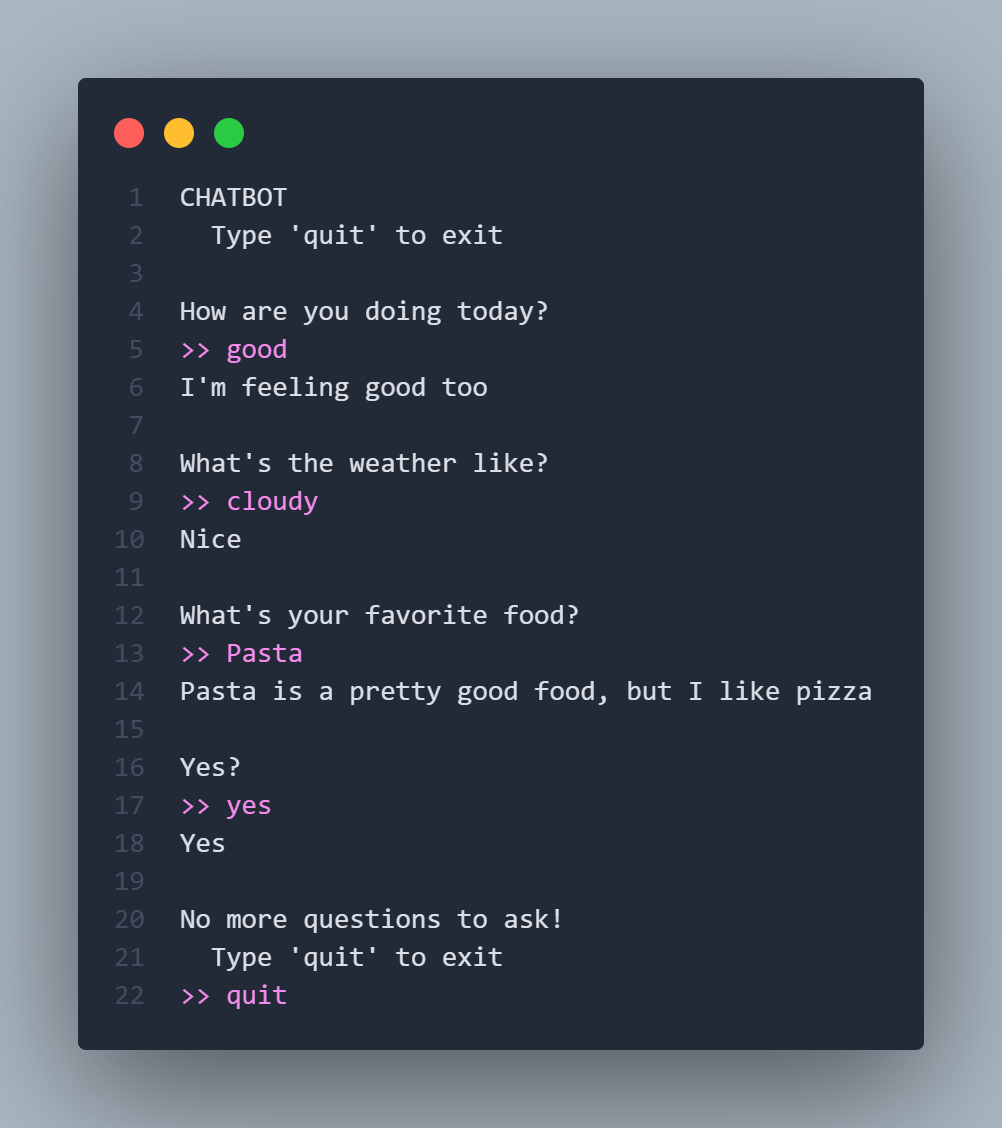 1 CHATBOT
2   Type 'quit' to exit
3
4 How are you doing today?
5 >> good
6 I'm feeling good too
7
8 What's the weather like?
9 >> cloudy
10 Nice
11
12 What's your favorite food?
13 >> Pasta
14 Pasta is a pretty good food, but I like pizza
15
16 Yes?
17 >> yes
18 Yes
19
20 No more questions to ask!
21   Type 'quit' to exit
22 >> quit